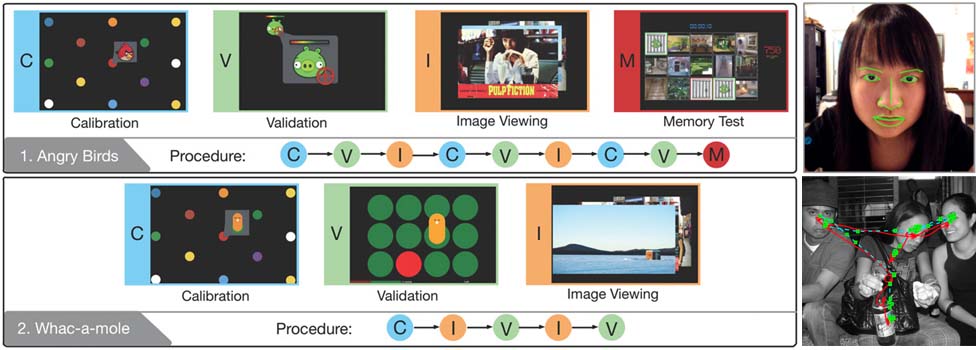 C
Calibration
V
Validation
I
PULP FICTION
Image Viewing
M
750
Memory Test
1. Angry Birds
Procedure: C V I C V I C V M
C
Calibration
V
Validation
I
Image Viewing
2. Whac-a-mole
Procedure: C I V I V